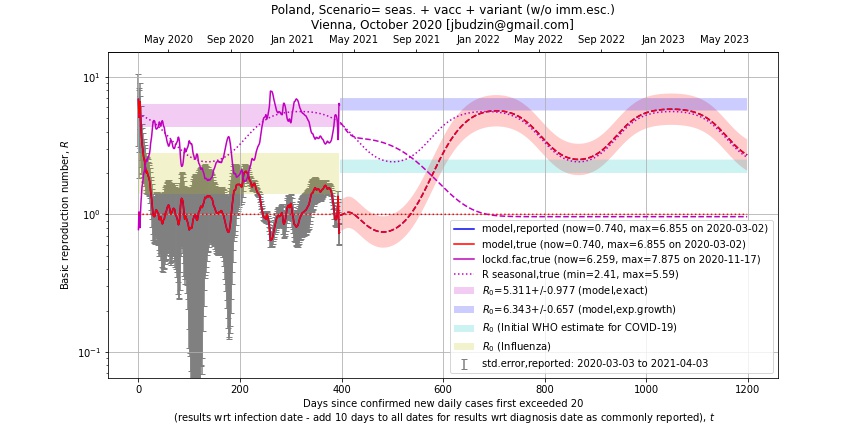 Poland, Scenario= seas. + vacc + variant (w/o imm.esc.)
Vienna, October 2020 [jbudzin@gmail.com]
May 2020 Sep 2020 Jan 2021 May 2021 Sep 2021 Jan 2022 May 2022 Sep 2022 Jan 2023 May 2023
Basic reproduction number, R
10¹
10⁰
10⁻¹
model,reported (now=0.740, max=6.855 on 2020-03-02)
model,true (now=0.740, max=6.855 on 2020-03-02)
lockd.fac,true (now=6.259, max=7.875 on 2020-11-17)
R seasonal,true (min=2.41, max=5.59)
R₀=5.311+/-0.977 (model,exact)
R₀=6.343+/-0.657 (model,exp.growth)
R₀ (Initial WHO estimate for COVID-19)
R₀ (Influenza)
std.error,reported: 2020-03-03 to 2021-04-03
0 200 400 600 800 1000 1200
Days since confirmed new daily cases first exceeded 20
(results wrt infection date - add 10 days to all dates for results wrt diagnosis date as commonly reported), t